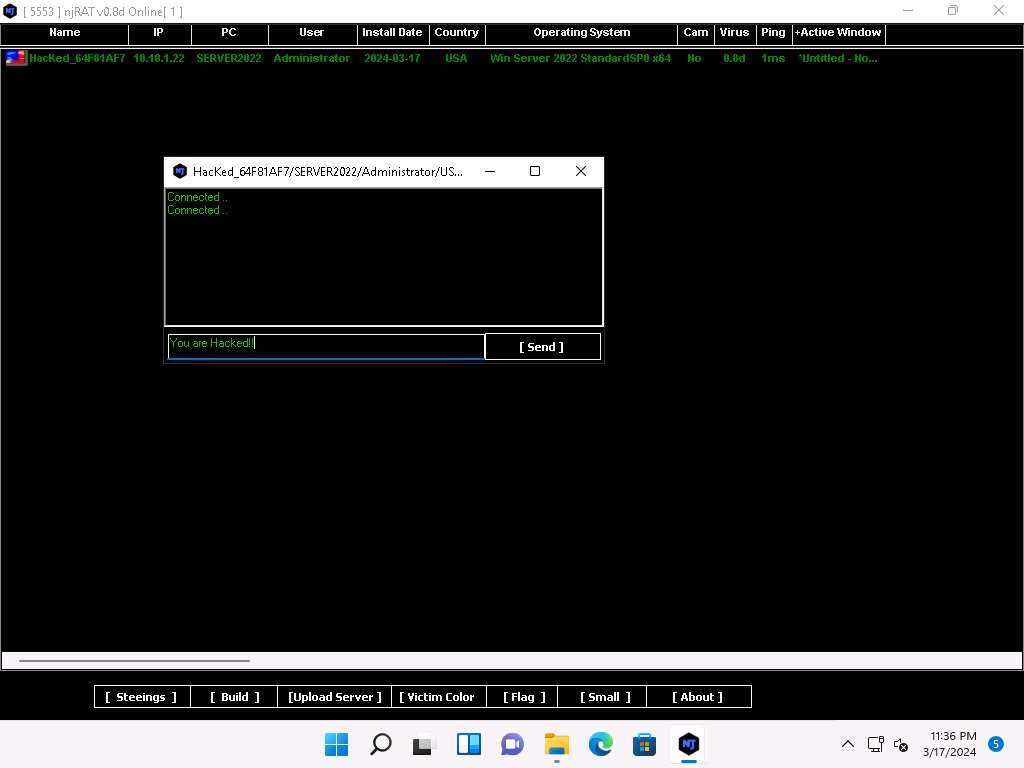 [ 5553 ] njRAT v0.8d Online[ 1 ]
Name IP PC User Install Date Country Operating System Cam Virus Ping +Active Window
HacKed_64F81AF7 10.10.1.22 SERVER2022 Administrator 2024-03-17 USA Win Server 2022 StandardSP0 x64 No 0.8d 1ms *Untitled - No...
HacKed_64F81AF7/SERVER2022/Administrator/US...
Connected ..
Connected ..
You are Hacked!!
[ Send ]
[ Steeings ] [ Build ] [Upload Server ] [ Victim Color [ Flag ] [ Small ] [ About ]
NJ
11:36 PM
3/17/2024
5